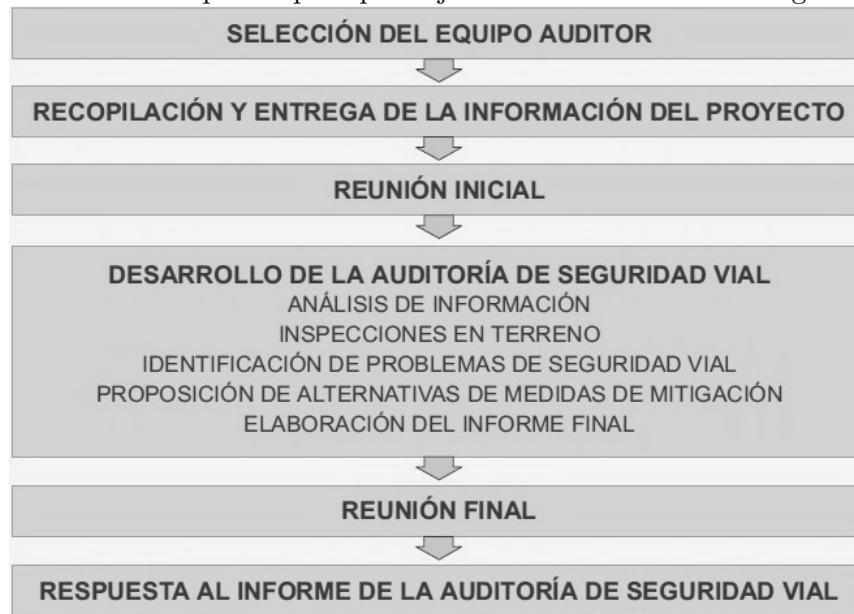 SELECCIÓN DEL EQUIPO AUDITOR
RECOPILACIÓN Y ENTREGA DE LA INFORMACIÓN DEL PROYECTO
REUNIÓN INICIAL
DESARROLLO DE LA AUDITORÍA DE SEGURIDAD VIAL
ANÁLISIS DE INFORMACIÓN
INSPECCIONES EN TERRENO
IDENTIFICACIÓN DE PROBLEMAS DE SEGURIDAD VIAL
PROPOSICIÓN DE ALTERNATIVAS DE MEDIDAS DE MITIGACIÓN
ELABORACIÓN DEL INFORME FINAL
REUNIÓN FINAL
RESPUESTA AL INFORME DE LA AUDITORÍA DE SEGURIDAD VIAL